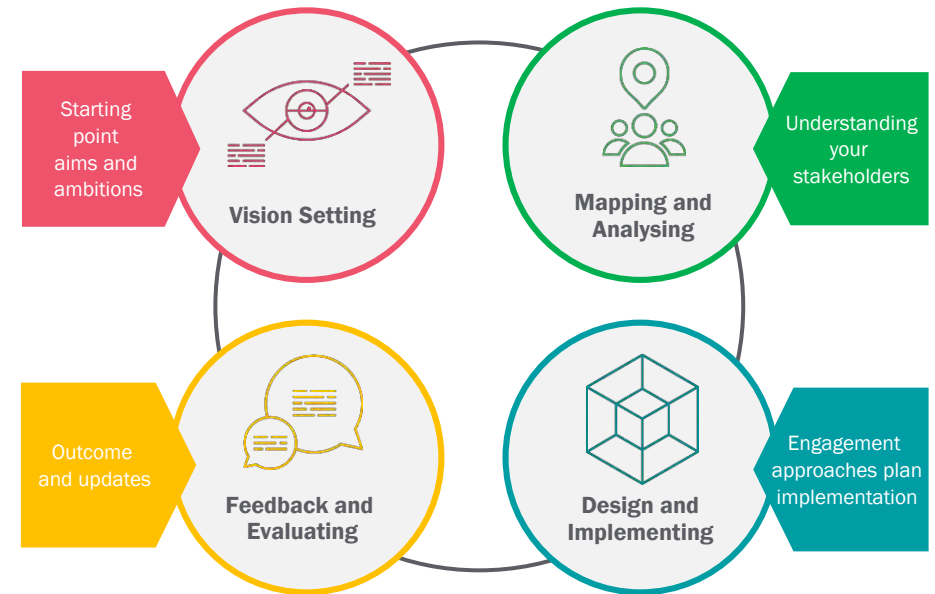 Starting
point
aims and
ambitions
Vision Setting
Mapping and
Analysing
Understanding
your
stakeholders
Outcome
and updates
Feedback and
Evaluating
Design and
Implementing
Engagement
approaches plan
implementation